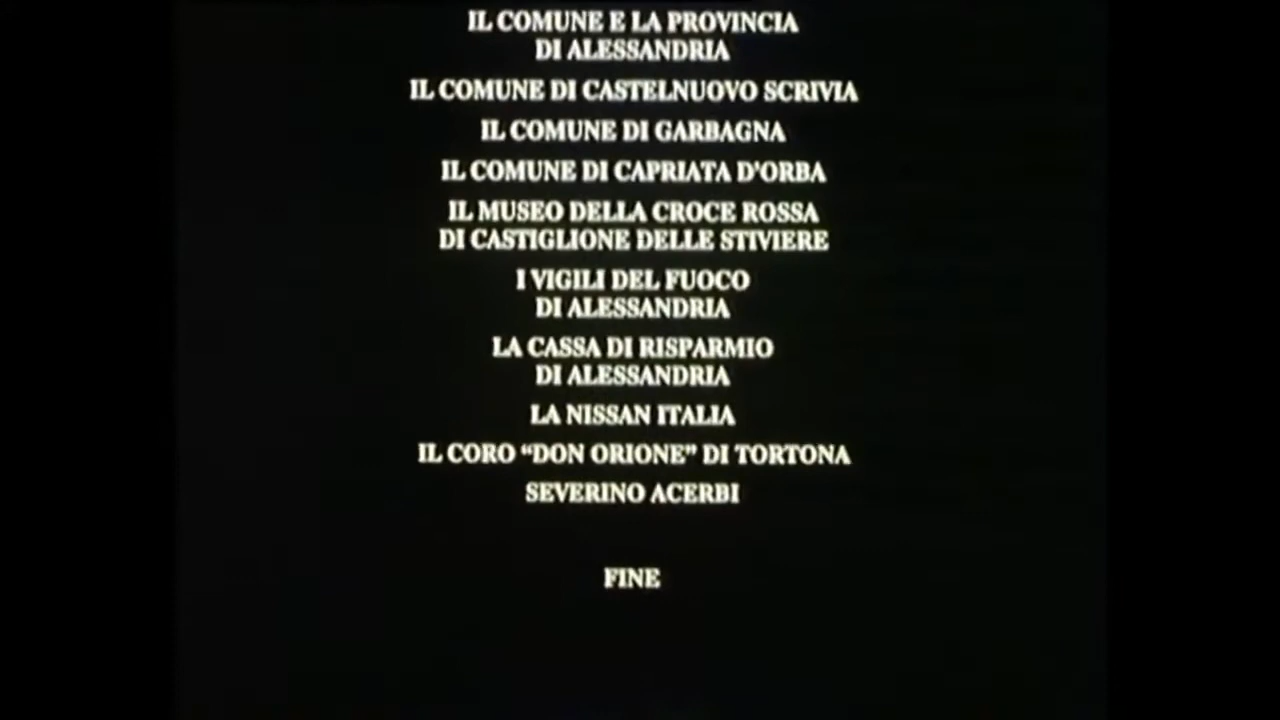 IL COMUNE E LA PROVINCIA
DI ALESSANDRIA
IL COMUNE DI CASTELNUOVO SCRIVIA
IL COMUNE DI GARBAGNA
IL COMUNE DI CAPRIATA D'ORBA
IL MUSEO DELLA CROCE ROSSA
DI CASTIGLIONE DELLE STIVIERE
I VIGILI DEL FUOCO
DI ALESSANDRIA
LA CASSA DI RISPARMIO
DI ALESSANDRIA
LA NISSAN ITALIA
IL CORO “DON ORIONE” DI TORTONA
SEVERINO ACERBI
FINE